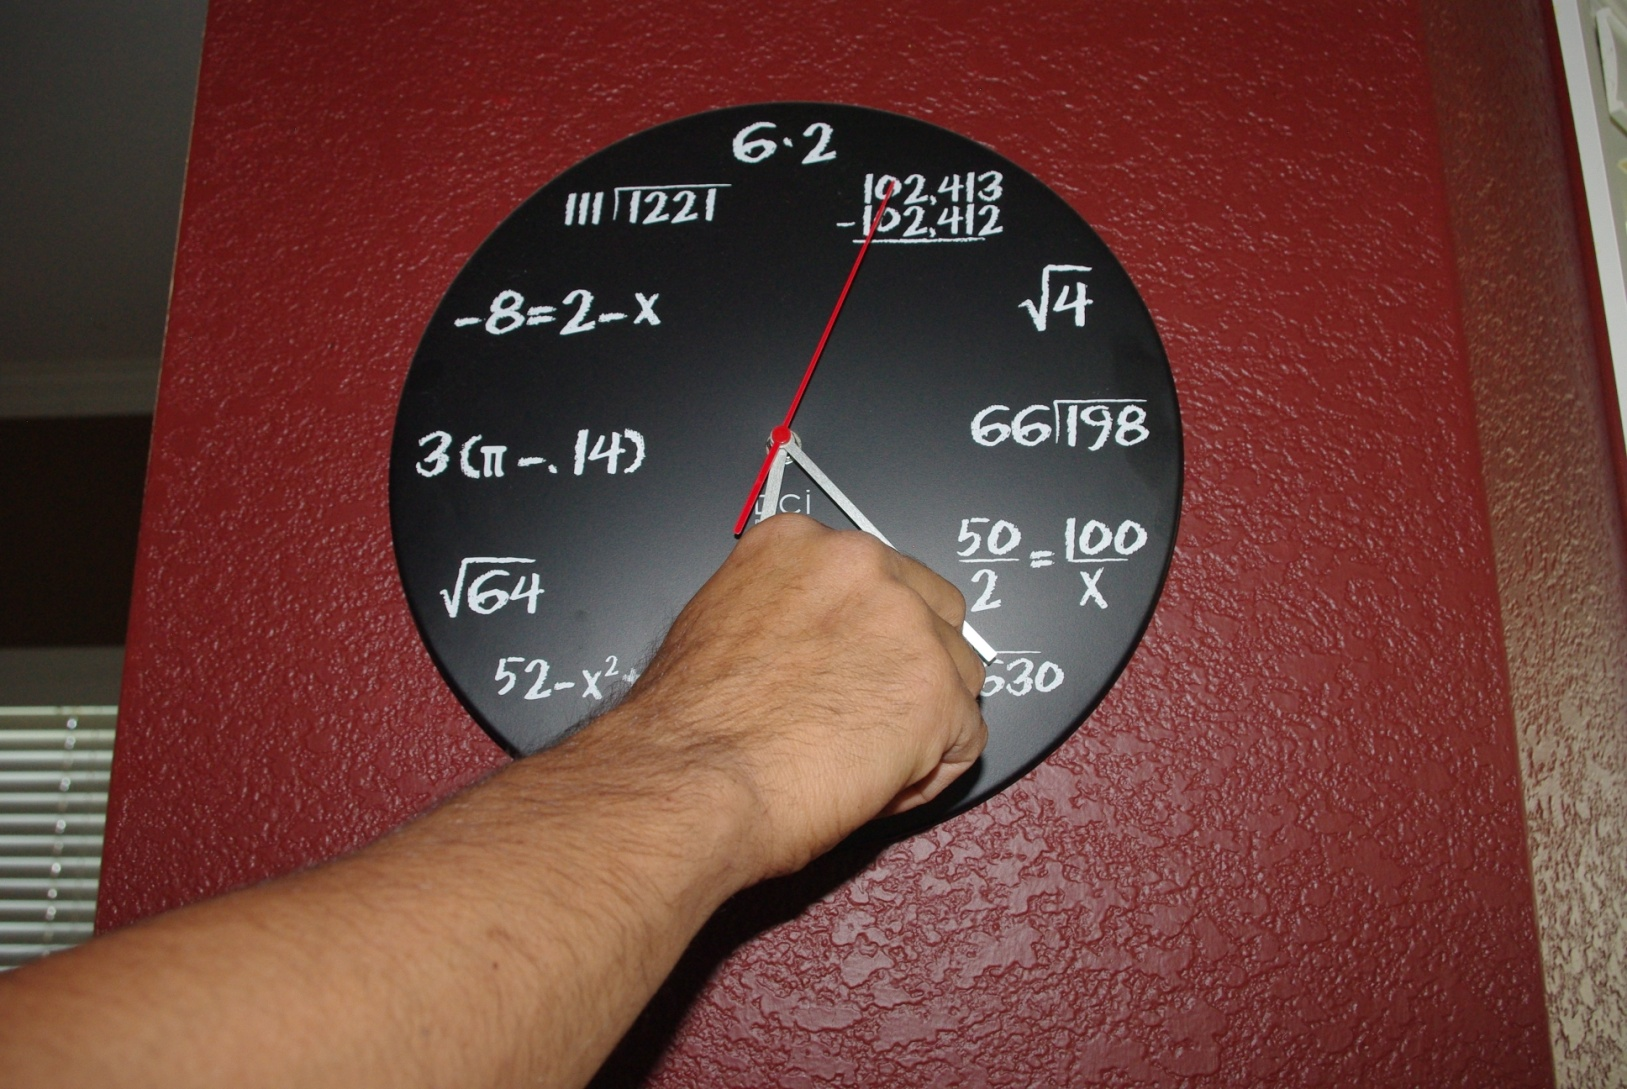 6·2
102,413
-102,412
√4
66⟌198
50/2 = 100/x
630
52-x²+
√64
3(π-.14)
-8=2-x
111⟌1221